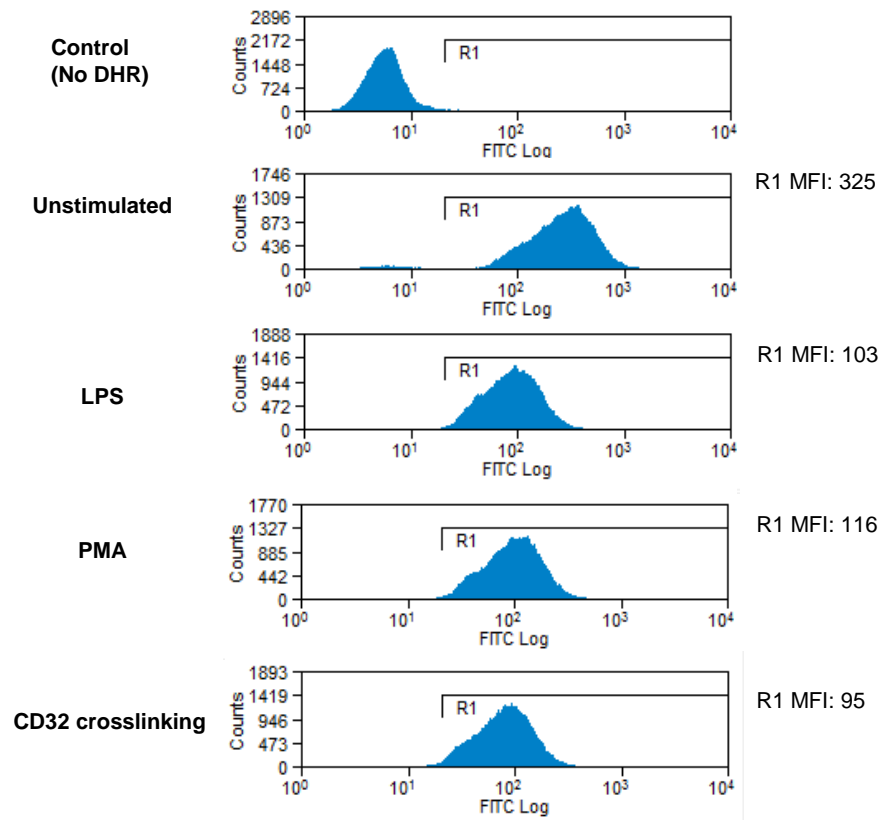 Control
(No DHR)
Counts
2896
2172
1448
724
0
R1
10⁰ 10¹ 10² 10³ 10⁴
FITC Log
Unstimulated
Counts
1746
1309
873
436
0
R1
10⁰ 10¹ 10² 10³ 10⁴
FITC Log
R1 MFI: 325
LPS
Counts
1888
1416
944
472
0
R1
10⁰ 10¹ 10² 10³ 10⁴
FITC Log
R1 MFI: 103
PMA
Counts
1770
1327
885
442
0
R1
10⁰ 10¹ 10² 10³ 10⁴
FITC Log
R1 MFI: 116
CD32 crosslinking
Counts
1893
1419
946
473
0
R1
10⁰ 10¹ 10² 10³ 10⁴
FITC Log
R1 MFI: 95